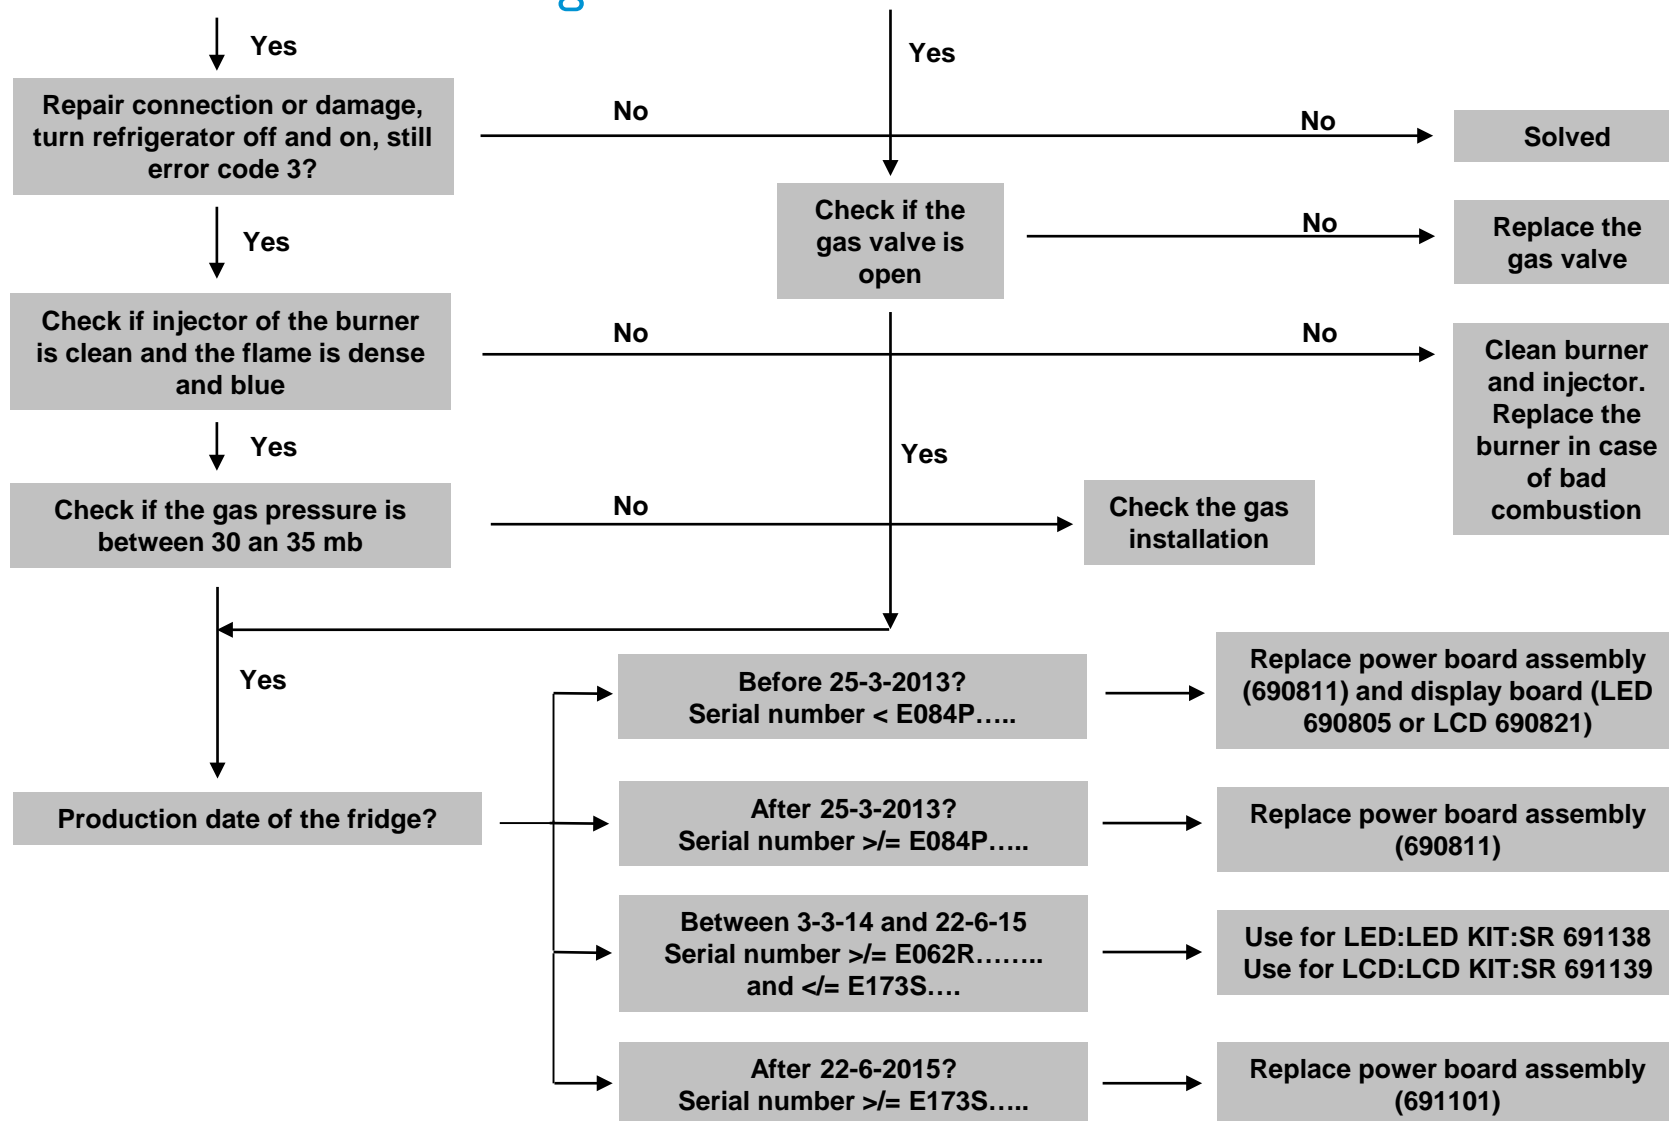 Yes
Yes
Repair connection or damage,
turn refrigerator off and on, still
error code 3?
No
No
Solved
Yes
Check if the
gas valve is
open
No
Replace the
gas valve
Check if injector of the burner
is clean and the flame is dense
and blue
No
No
Clean burner
and injector.
Replace the
burner in case
of bad
combustion
Yes
Yes
Check if the gas pressure is
between 30 an 35 mb
No
Check the gas
installation
Yes
Production date of the fridge?
Before 25-3-2013?
Serial number < E084P…..
Replace power board assembly
(690811) and display board (LED
690805 or LCD 690821)
After 25-3-2013?
Serial number >/= E084P…..
Replace power board assembly
(690811)
Between 3-3-14 and 22-6-15
Serial number >/= E062R……..
and </= E173S….
Use for LED:LED KIT:SR 691138
Use for LCD:LCD KIT:SR 691139
After 22-6-2015?
Serial number >/= E173S…..
Replace power board assembly
(691101)